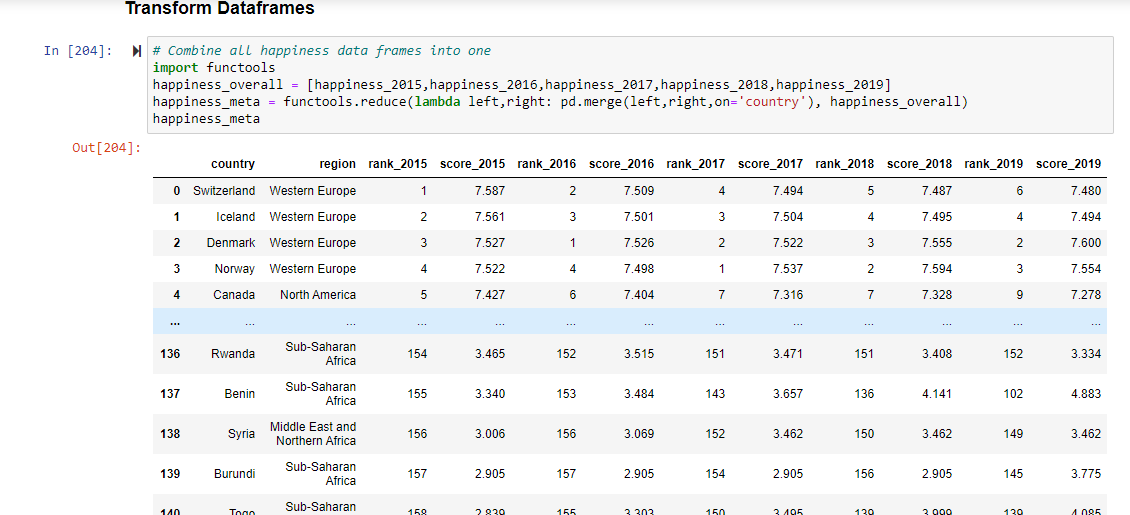 Transform Dataframes
In [204]:
# Combine all happiness data frames into one
import functools
happiness_overall = [happiness_2015,happiness_2016,happiness_2017,happiness_2018,happiness_2019]
happiness_meta = functools.reduce(lambda left,right: pd.merge(left,right,on='country'), happiness_overall)
happiness_meta
Out[204]:
country region rank_2015 score_2015 rank_2016 score_2016 rank_2017 score_2017 rank_2018 score_2018 rank_2019 score_2019
0 Switzerland Western Europe 1 7.587 2 7.509 4 7.494 5 7.487 6 7.480
1 Iceland Western Europe 2 7.561 3 7.501 3 7.504 4 7.495 4 7.494
2 Denmark Western Europe 3 7.527 1 7.526 2 7.522 3 7.555 2 7.600
3 Norway Western Europe 4 7.522 4 7.498 1 7.537 2 7.594 3 7.554
4 Canada North America 5 7.427 6 7.404 7 7.316 7 7.328 9 7.278
... ... ... ... ... ... ... ... ... ... ... ... ...
136 Rwanda Sub-Saharan Africa 154 3.465 152 3.515 151 3.471 151 3.408 152 3.334
137 Benin Sub-Saharan Africa 155 3.340 153 3.484 143 3.657 136 4.141 102 4.883
138 Syria Middle East and Northern Africa 156 3.006 156 3.069 152 3.462 150 3.462 149 3.462
139 Burundi Sub-Saharan Africa 157 2.905 157 2.905 154 2.905 156 2.905 145 3.775
140 Togo Sub-Saharan 158 2.839 155 3.303 150 3.495 139 3.999 139 4.085